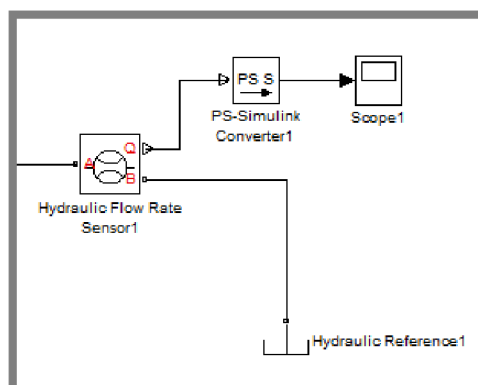 PS S
PS-Simulink
Converter1
Scope1
Q
A
B
Hydraulic Flow Rate
Sensor1
Hydraulic Reference1